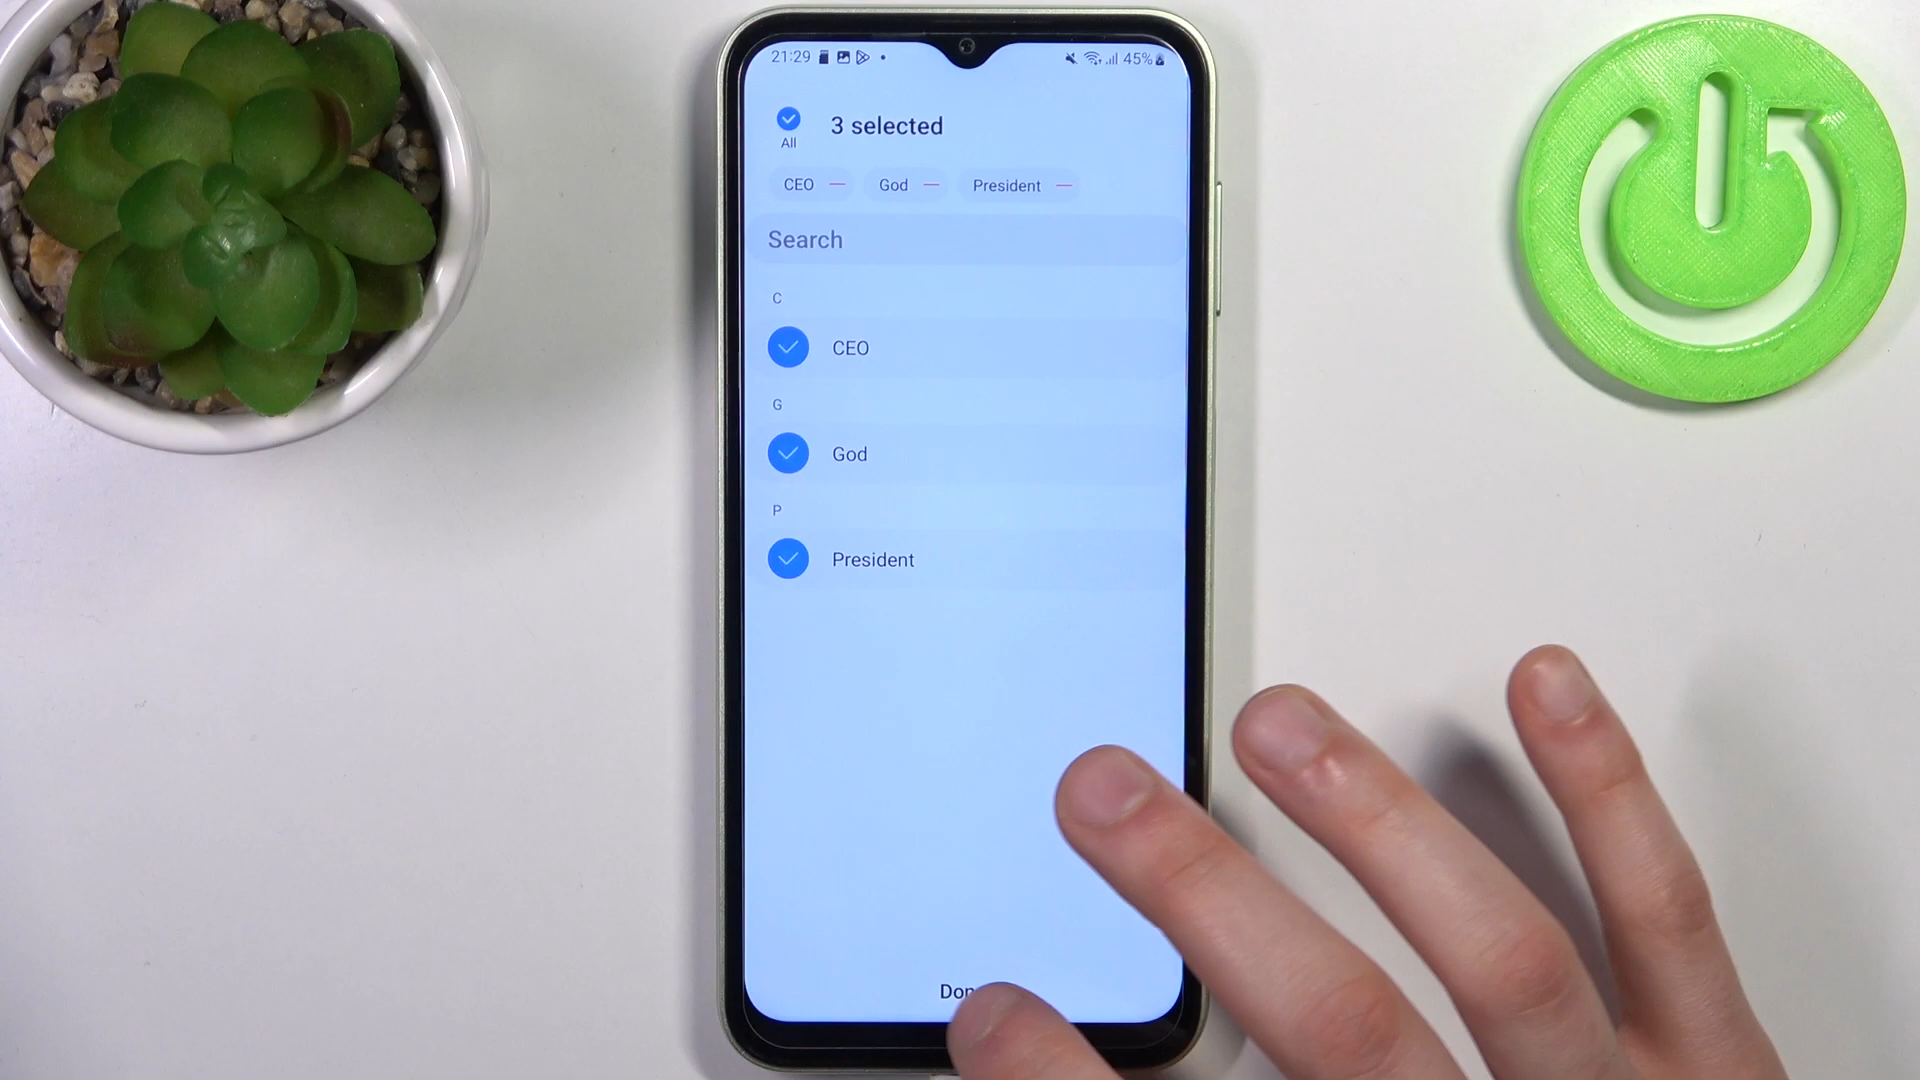 21:29 45%
3 selected
All
CEO God President
Search
C
CEO
G
God
P
President